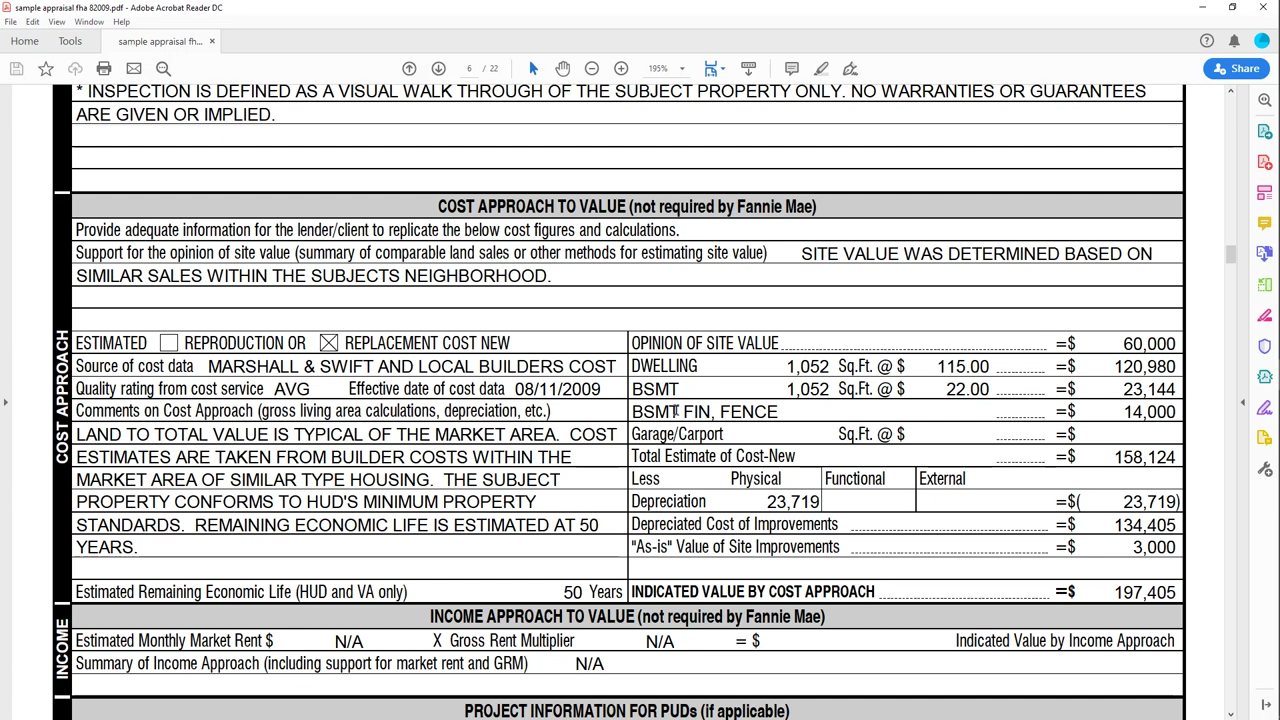 sample appraisal fha 82009.pdf - Adobe Acrobat Reader DC
File Edit View Window Help
Home Tools sample appraisal fh... ×
6 / 22 195% Share
* INSPECTION IS DEFINED AS A VISUAL WALK THROUGH OF THE SUBJECT PROPERTY ONLY. NO WARRANTIES OR GUARANTEES
ARE GIVEN OR IMPLIED.
COST APPROACH TO VALUE (not required by Fannie Mae)
Provide adequate information for the lender/client to replicate the below cost figures and calculations.
Support for the opinion of site value (summary of comparable land sales or other methods for estimating site value) SITE VALUE WAS DETERMINED BASED ON
SIMILAR SALES WITHIN THE SUBJECTS NEIGHBORHOOD.
COST APPROACH
ESTIMATED REPRODUCTION OR REPLACEMENT COST NEW
Source of cost data MARSHALL & SWIFT AND LOCAL BUILDERS COST
Quality rating from cost service AVG Effective date of cost data 08/11/2009
Comments on Cost Approach (gross living area calculations, depreciation, etc.)
LAND TO TOTAL VALUE IS TYPICAL OF THE MARKET AREA. COST
ESTIMATES ARE TAKEN FROM BUILDER COSTS WITHIN THE
MARKET AREA OF SIMILAR TYPE HOUSING. THE SUBJECT
PROPERTY CONFORMS TO HUD'S MINIMUM PROPERTY
STANDARDS. REMAINING ECONOMIC LIFE IS ESTIMATED AT 50
YEARS.
Estimated Remaining Economic Life (HUD and VA only) 50 Years
OPINION OF SITE VALUE =$ 60,000
DWELLING 1,052 Sq.Ft. @ $ 115.00 =$ 120,980
BSMT 1,052 Sq.Ft. @ $ 22.00 =$ 23,144
BSMT FIN, FENCE =$ 14,000
Garage/Carport Sq.Ft. @ $ =$
Total Estimate of Cost-New =$ 158,124
Less Physical Functional External
Depreciation 23,719 =$( 23,719)
Depreciated Cost of Improvements =$ 134,405
"As-is" Value of Site Improvements =$ 3,000
INDICATED VALUE BY COST APPROACH =$ 197,405
INCOME
INCOME APPROACH TO VALUE (not required by Fannie Mae)
Estimated Monthly Market Rent $ N/A X Gross Rent Multiplier N/A = $ Indicated Value by Income Approach
Summary of Income Approach (including support for market rent and GRM) N/A
PROJECT INFORMATION FOR PUDs (if applicable)